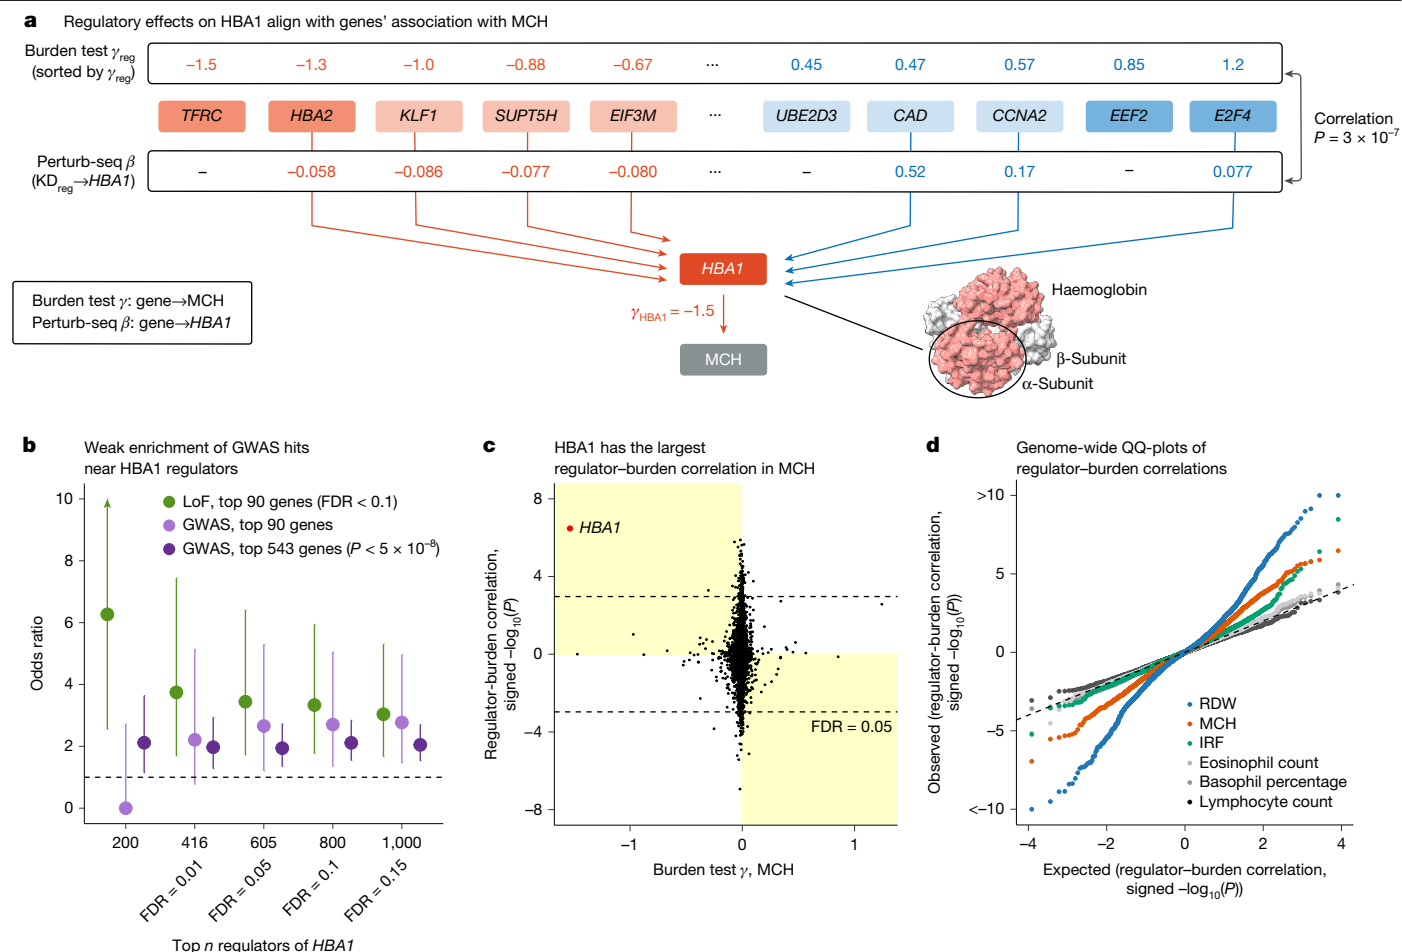 a Regulatory effects on HBA1 align with genes' association with MCH
Burden test γreg
(sorted by γreg)
−1.5 −1.3 −1.0 −0.88 −0.67 ··· 0.45 0.47 0.57 0.85 1.2
TFRC HBA2 KLF1 SUPT5H EIF3M ··· UBE2D3 CAD CCNA2 EEF2 E2F4
Correlation
P = 3 × 10−7
Perturb-seq β
(KDreg→HBA1)
– −0.058 −0.086 −0.077 −0.080 ··· – 0.52 0.17 – 0.077
HBA1
γHBA1 = −1.5
MCH
Burden test γ: gene→MCH
Perturb-seq β: gene→HBA1
Haemoglobin
β-Subunit
α-Subunit
b Weak enrichment of GWAS hits
near HBA1 regulators
LoF, top 90 genes (FDR < 0.1)
GWAS, top 90 genes
GWAS, top 543 genes (P < 5 × 10−8)
Odds ratio
10
8
6
4
2
0
200 416 605 800 1,000
FDR = 0.01 FDR = 0.05 FDR = 0.1 FDR = 0.15
Top n regulators of HBA1
c HBA1 has the largest
regulator–burden correlation in MCH
Regulator–burden correlation,
signed −log10(P)
8
4
0
−4
−8
HBA1
FDR = 0.05
−1 0 1
Burden test γ, MCH
d Genome-wide QQ-plots of
regulator–burden correlations
Observed (regulator–burden correlation,
signed −log10(P))
>10
5
0
−5
<−10
RDW
MCH
IRF
Eosinophil count
Basophil percentage
Lymphocyte count
−4 −2 0 2 4
Expected (regulator–burden correlation,
signed −log10(P))